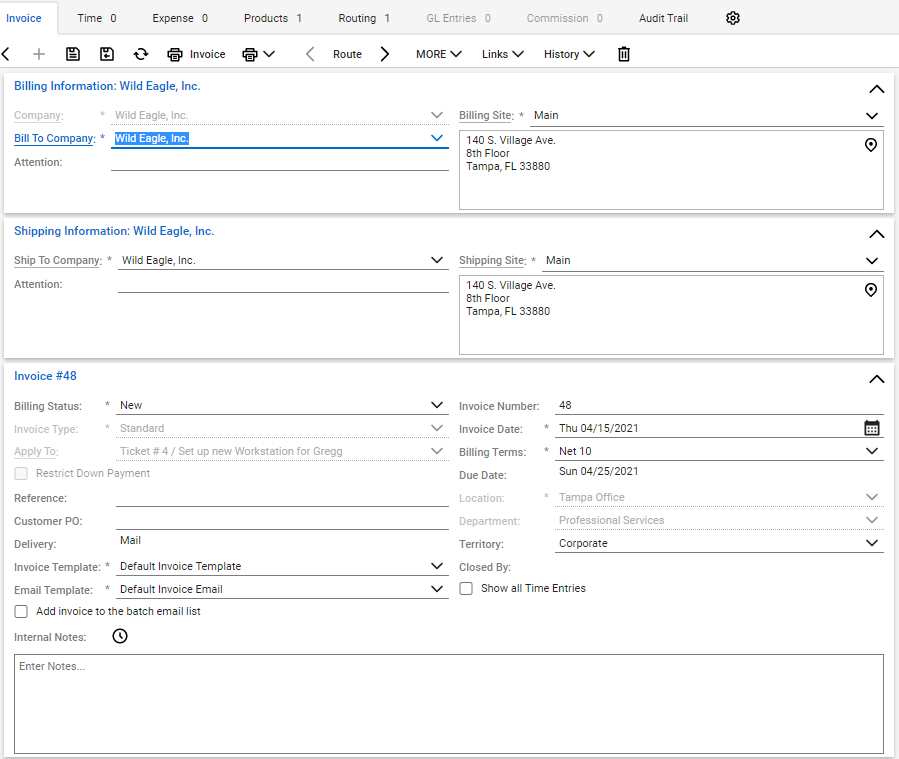 Invoice Time 0 Expense 0 Products 1 Routing 1 GL Entries 0 Commission 0 Audit Trail
Invoice Route MORE Links History
Billing Information: Wild Eagle, Inc.
Company: * Wild Eagle, Inc.
Bill To Company: * Wild Eagle, Inc.
Attention:
Billing Site: * Main
140 S. Village Ave.
8th Floor
Tampa, FL 33880
Shipping Information: Wild Eagle, Inc.
Ship To Company: * Wild Eagle, Inc.
Attention:
Shipping Site: * Main
140 S. Village Ave.
8th Floor
Tampa, FL 33880
Invoice #48
Billing Status: * New
Invoice Type: * Standard
Apply To: Ticket # 4 / Set up new Workstation for Gregg
Restrict Down Payment
Reference:
Customer PO:
Delivery: Mail
Invoice Template: * Default Invoice Template
Email Template: * Default Invoice Email
Add invoice to the batch email list
Invoice Number: 48
Invoice Date: * Thu 04/15/2021
Billing Terms: * Net 10
Due Date: Sun 04/25/2021
Location: * Tampa Office
Department: Professional Services
Territory: Corporate
Closed By:
Show all Time Entries
Internal Notes:
Enter Notes...